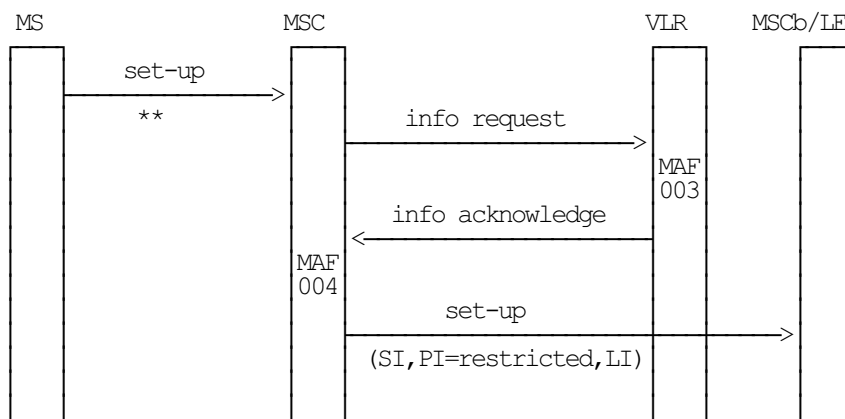 MS MSC VLR MSCb/LE
set-up
**
info request
MAF
003
info acknowledge
MAF
004
set-up
(SI,PI=restricted,LI)